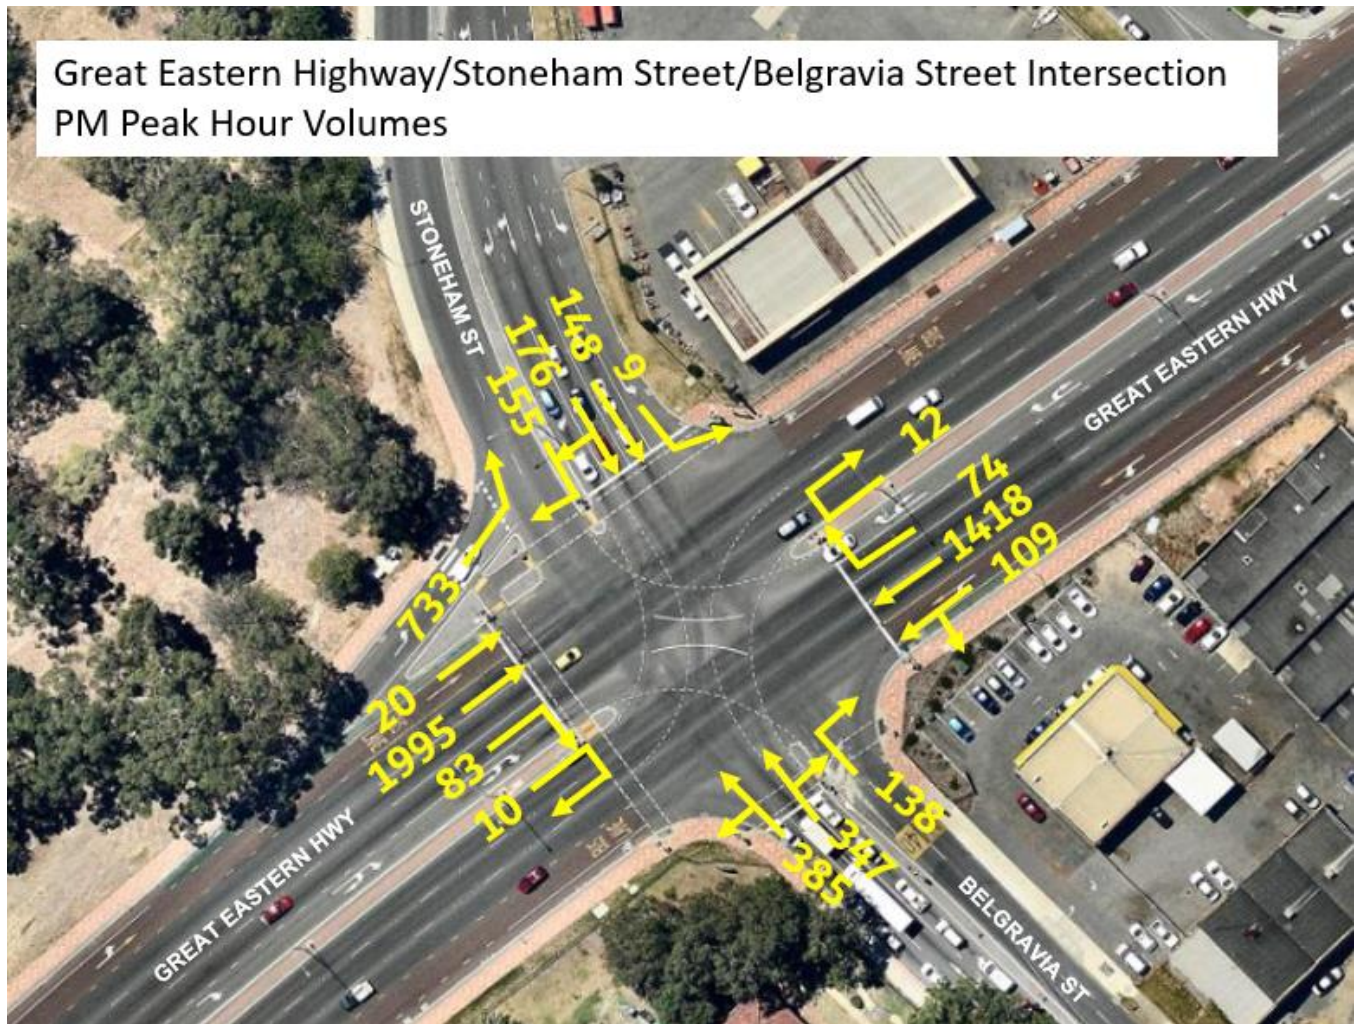 Great Eastern Highway/Stoneham Street/Belgravia Street Intersection
PM Peak Hour Volumes
STONEHAM ST
148
9
176
155
12
GREAT EASTERN HWY
74
1418
109
733
20
1995
83
10
138
347
385
GREAT EASTERN HWY
BELGRAVIA ST